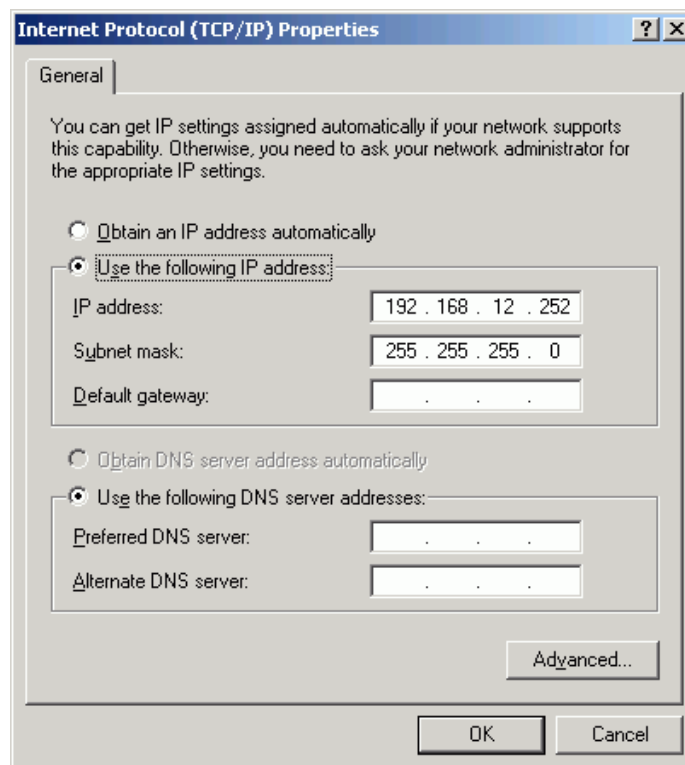 Internet Protocol (TCP/IP) Properties
General
You can get IP settings assigned automatically if your network supports
this capability. Otherwise, you need to ask your network administrator for
the appropriate IP settings.
Obtain an IP address automatically
Use the following IP address:
IP address: 192 . 168 . 12 . 252
Subnet mask: 255 . 255 . 255 . 0
Default gateway: . . .
Obtain DNS server address automatically
Use the following DNS server addresses:
Preferred DNS server: . . .
Alternate DNS server: . . .
Advanced...
OK Cancel